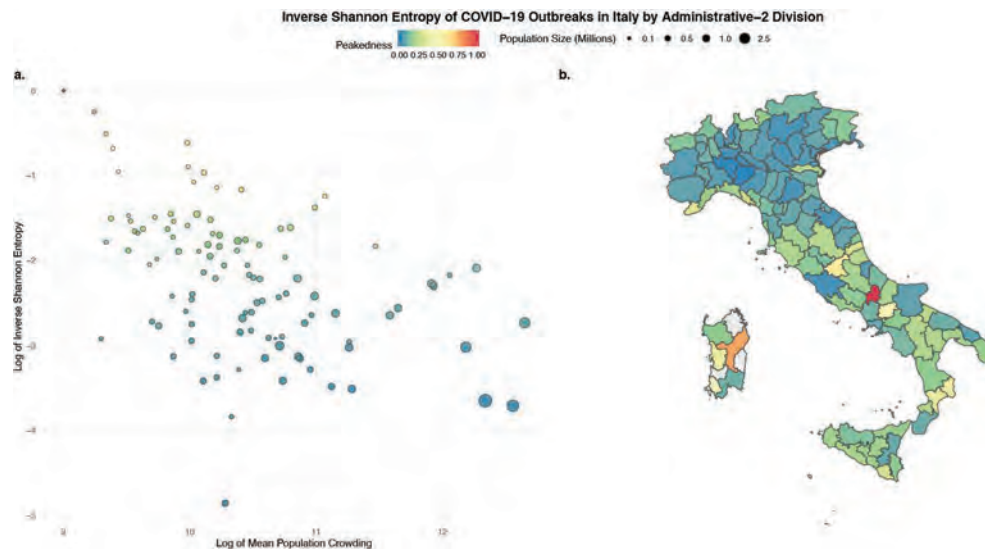 Inverse Shannon Entropy of COVID−19 Outbreaks in Italy by Administrative−2 Division
Peakedness
0.00 0.25 0.50 0.75 1.00
Population Size (Millions) 0.1 0.5 1.0 2.5
a.
b.
Log of Inverse Shannon Entropy
0
−1
−2
−3
−4
−5
9 10 11 12
Log of Mean Population Crowding